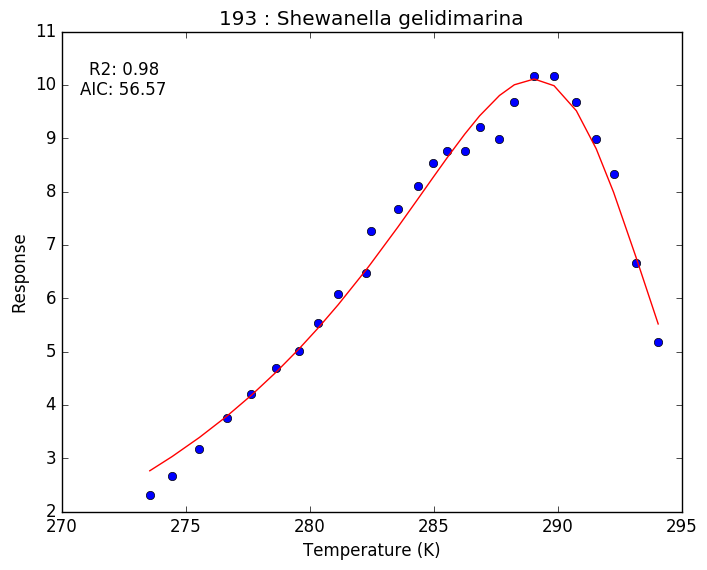 193 : Shewanella gelidimarina
R2: 0.98
AIC: 56.57
11
10
9
8
7
6
5
4
3
2
Response
270 275 280 285 290 295
Temperature (K)